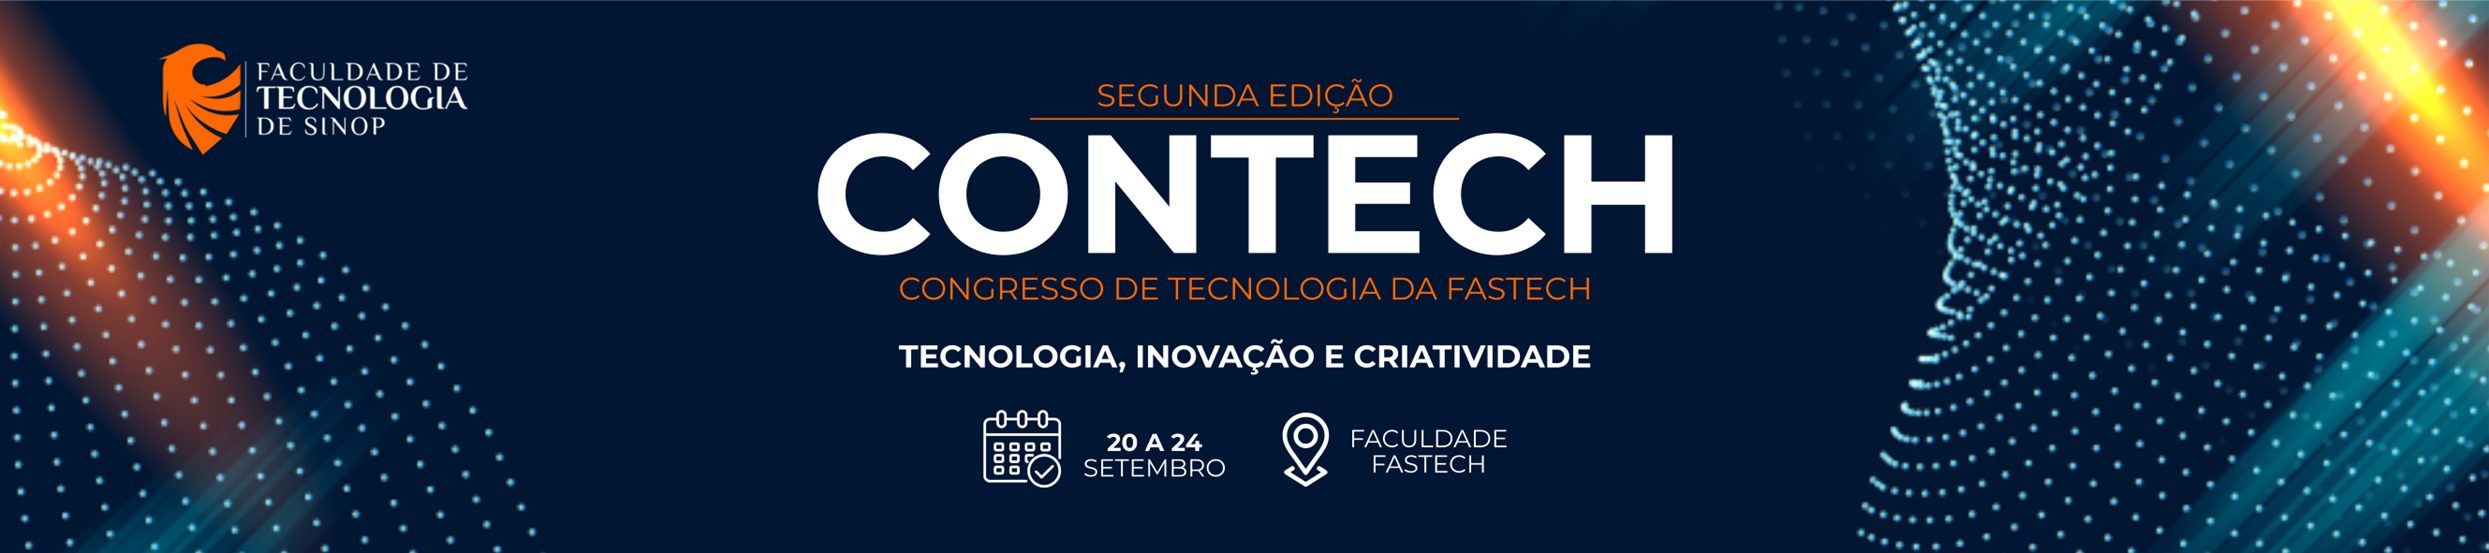 FACULDADE DE
TECNOLOGIA
DE SINOP
SEGUNDA EDIÇÃO
CONTECH
CONGRESSO DE TECNOLOGIA DA FASTECH
TECNOLOGIA, INOVAÇÃO E CRIATIVIDADE
20 A 24
SETEMBRO
FACULDADE
FASTECH